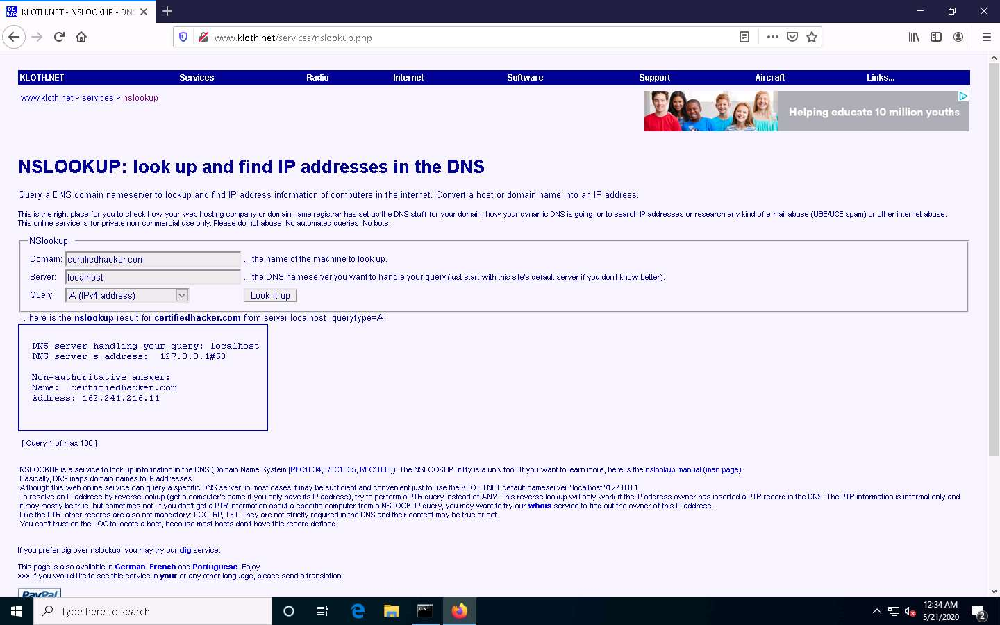 KLOTH.NET - NSLOOKUP - DNS
www.kloth.net/services/nslookup.php
KLOTH.NET Services Radio Internet Software Support Aircraft Links...
www.kloth.net > services > nslookup
Helping educate 10 million youths
NSLOOKUP: look up and find IP addresses in the DNS
Query a DNS domain nameserver to lookup and find IP address information of computers in the internet. Convert a host or domain name into an IP address.
This is the right place for you to check how your web hosting company or domain name registrar has set up the DNS stuff for your domain, how your dynamic DNS is going, or to search IP addresses or research any kind of e-mail abuse (UBE/UCE spam) or other internet abuse.
This online service is for private non-commercial use only. Please do not abuse. No automated queries. No bots.
NSlookup
Domain: certifiedhacker.com ... the name of the machine to look up.
Server: localhost ... the DNS nameserver you want to handle your query (just start with this site's default server if you don't know better).
Query: A (IPv4 address) Look it up
... here is the nslookup result for certifiedhacker.com from server localhost, querytype=A :
DNS server handling your query: localhost
DNS server's address: 127.0.0.1#53
Non-authoritative answer:
Name: certifiedhacker.com
Address: 162.241.216.11
[ Query 1 of max 100 ]
NSLOOKUP is a service to look up information in the DNS (Domain Name System [RFC1034, RFC1035, RFC1033]). The NSLOOKUP utility is a unix tool. If you want to learn more, here is the nslookup manual (man page).
Basically, DNS maps domain names to IP addresses.
Although this web online service can query a specific DNS server, in most cases it may be sufficient and convenient just to use the KLOTH.NET default nameserver "localhost"/127.0.0.1.
To resolve an IP address by reverse lookup (get a computer's name if you only have its IP address), try to perform a PTR query instead of ANY. This reverse lookup will only work if the IP address owner has inserted a PTR record in the DNS. The PTR information is informal only and
it may mostly be true, but sometimes not. If you don't get a PTR information about a specific computer from a NSLOOKUP query, you may want to try our whois service to find out the owner of this IP address.
Like the PTR, other records are also not mandatory: LOC, RP, TXT. They are not strictly required in the DNS and their content may be true or not.
You can't trust on the LOC to locate a host, because most hosts don't have this record defined.
If you prefer dig over nslookup, you may try our dig service.
This page is also available in German, French and Portuguese. Enjoy.
>>> If you would like to see this service in your or any other language, please send a translation.
PayPal
Type here to search
12:34 AM
5/21/2020
2